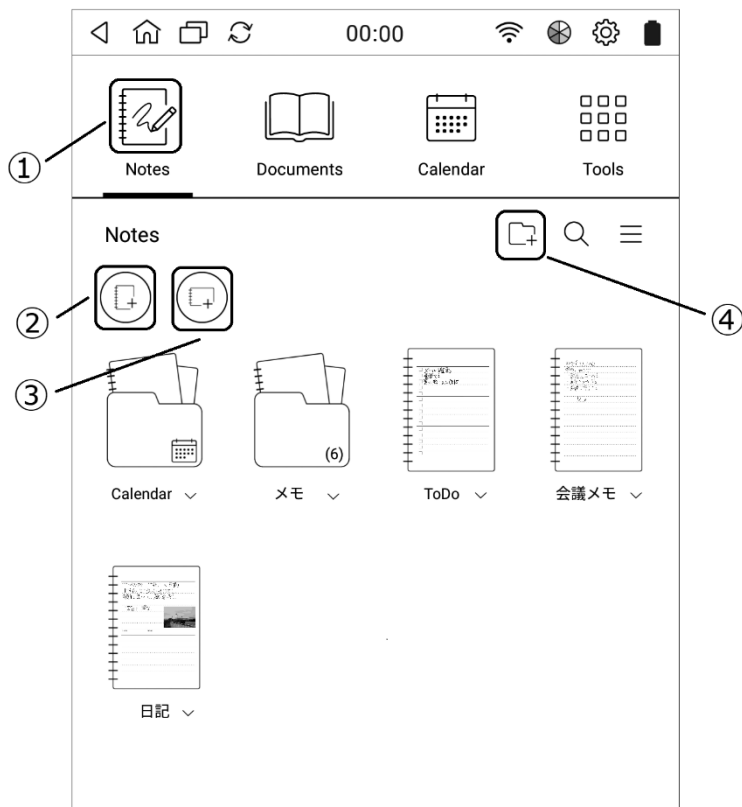 00:00
①
Notes
Documents
Calendar
Tools
Notes
②
③
④
(6)
Calendar
メモ
ToDo
会議メモ
日記